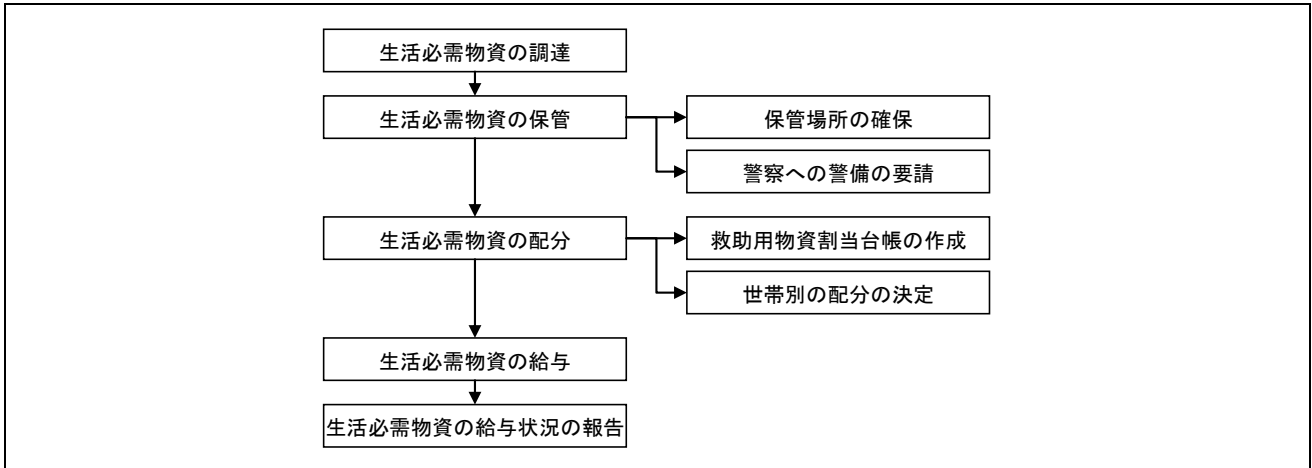 生活必需物資の調達
生活必需物資の保管
保管場所の確保
警察への警備の要請
生活必需物資の配分
救助用物資割当台帳の作成
世帯別の配分の決定
生活必需物資の給与
生活必需物資の給与状況の報告